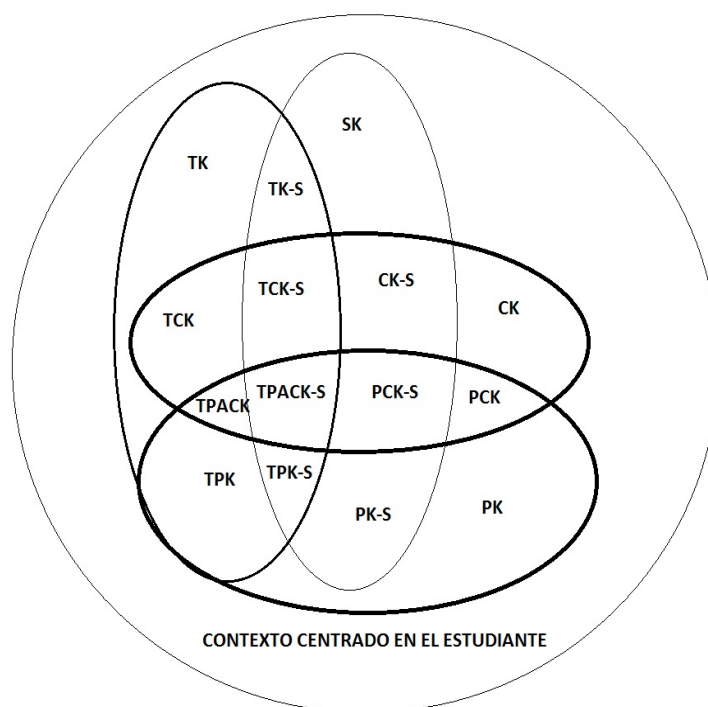 SK
TK
TK-S
TCK-S
CK-S
CK
TCK
TPACK
TPACK-S
PCK-S
PCK
TPK
TPK-S
PK-S
PK
CONTEXTO CENTRADO EN EL ESTUDIANTE